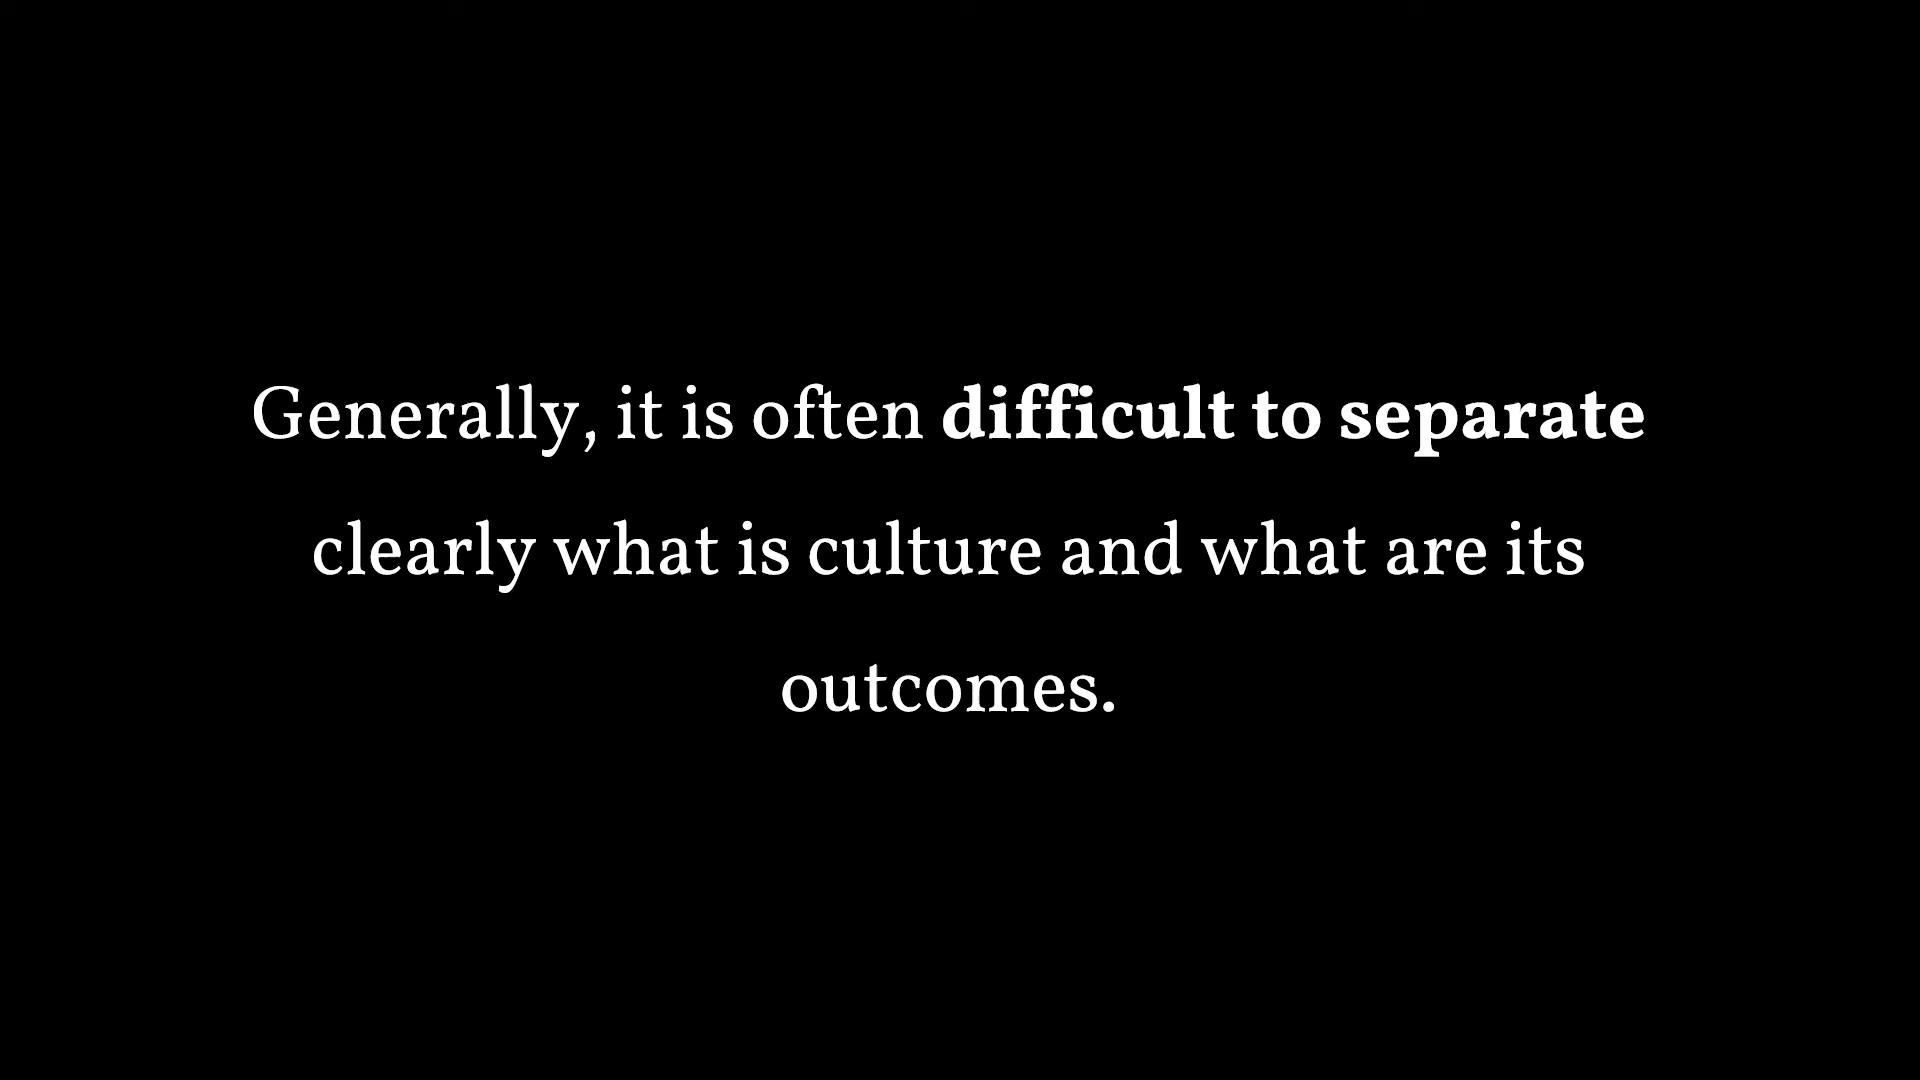 Generally, it is often difficult to separate
clearly what is culture and what are its
outcomes.